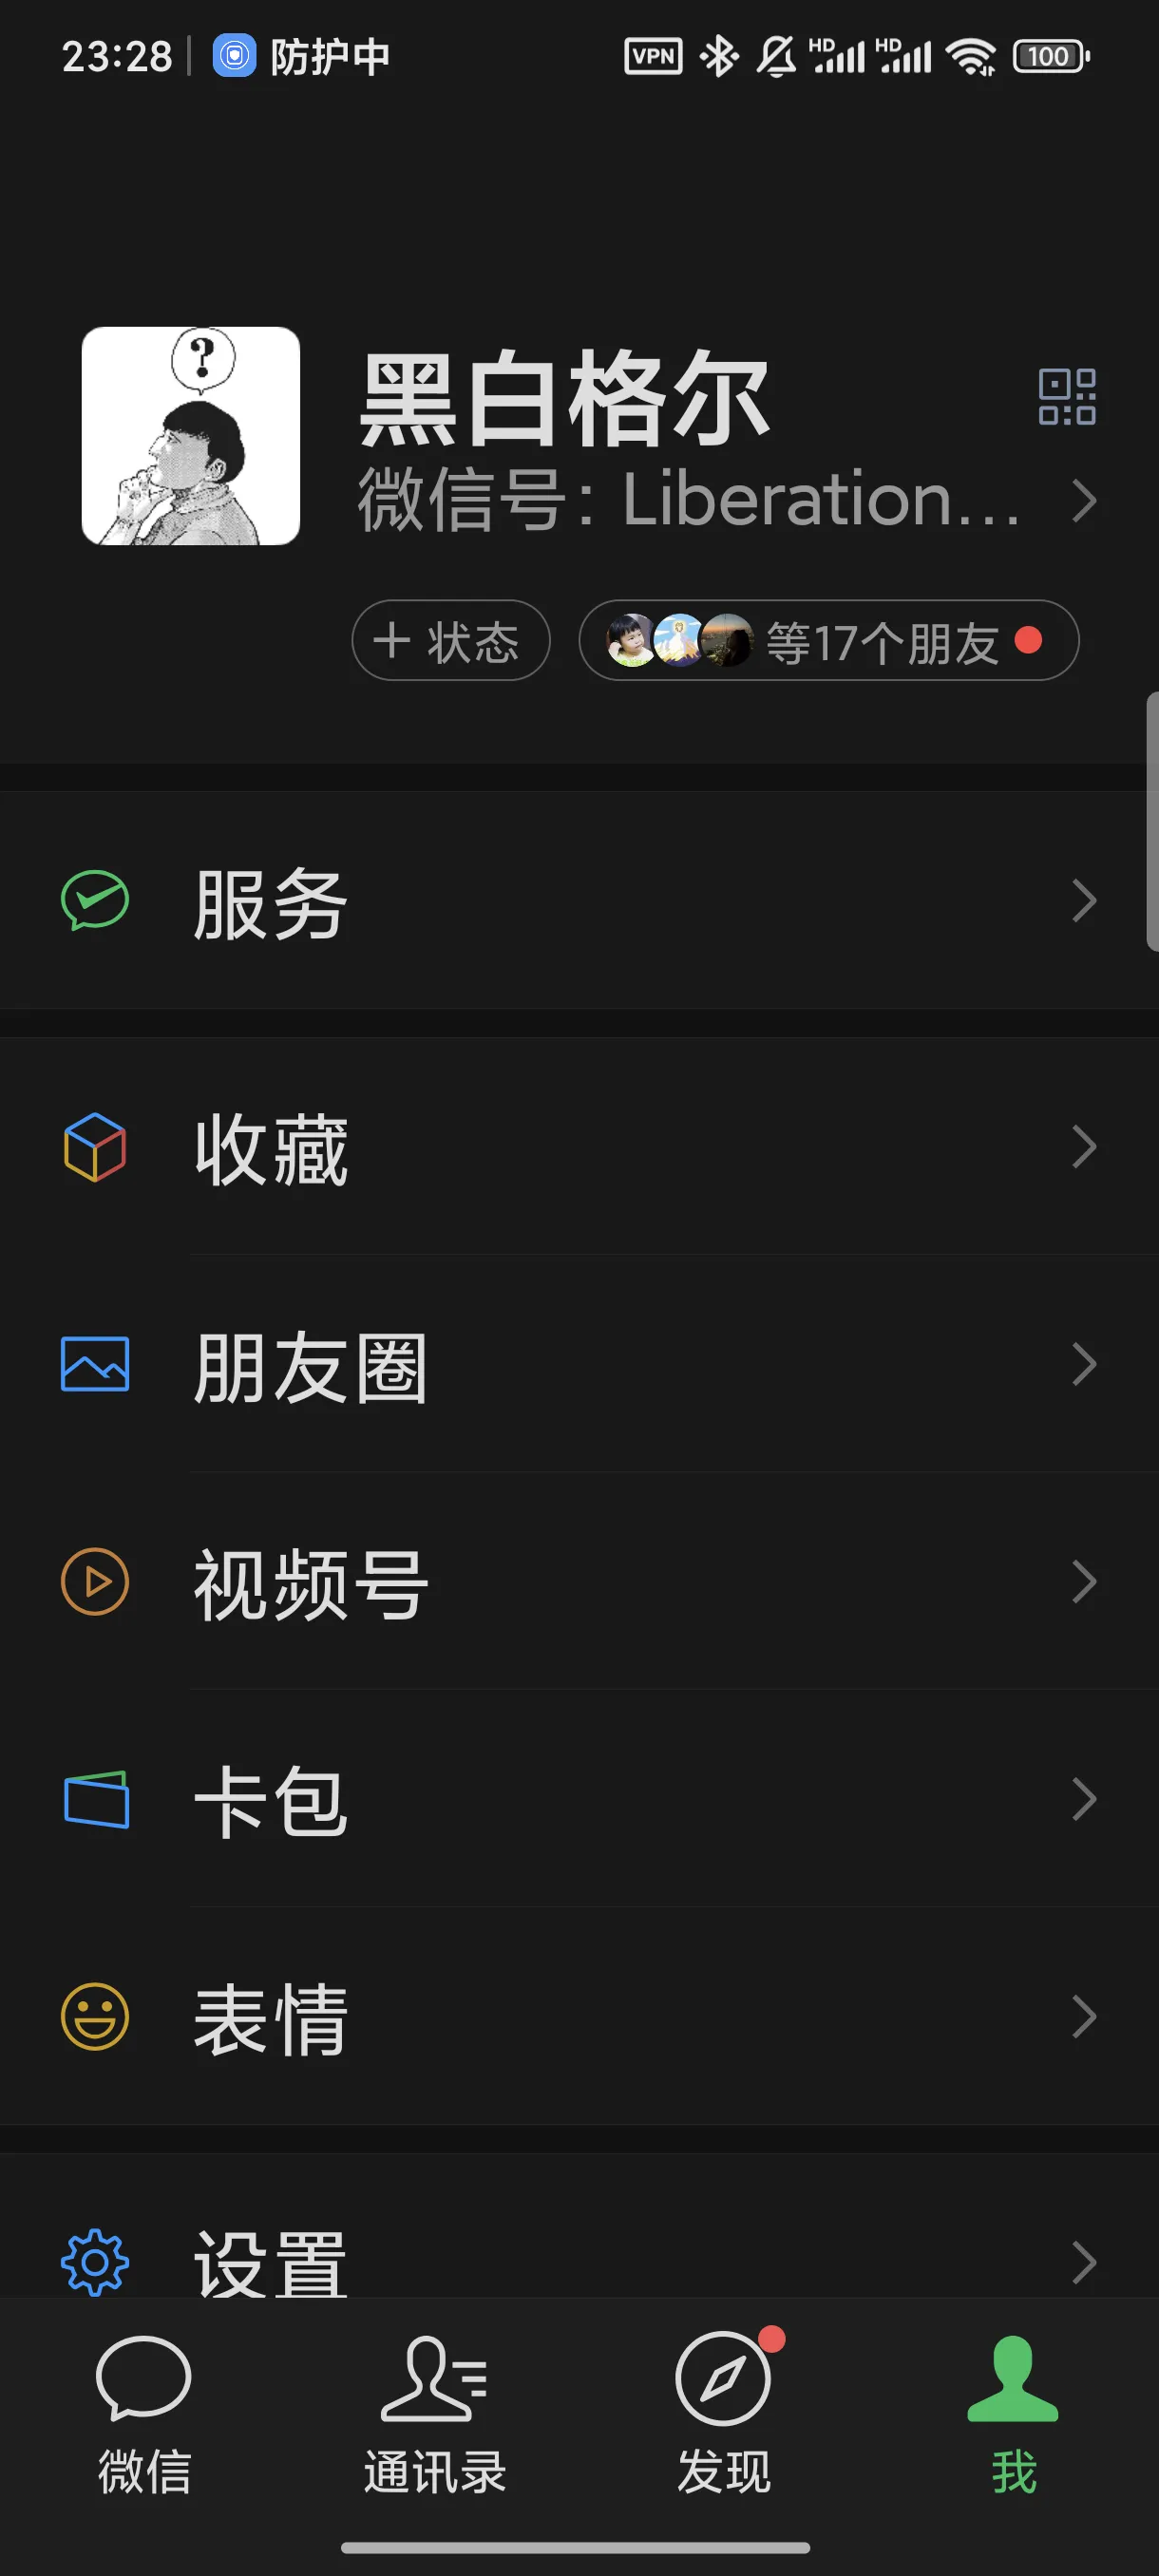 23:28 防护中 VPN HD HD 100
?
黑白格尔
微信号：Liberation...
+ 状态 等17个朋友
服务
收藏
朋友圈
视频号
卡包
表情
设置
微信 通讯录 发现 我